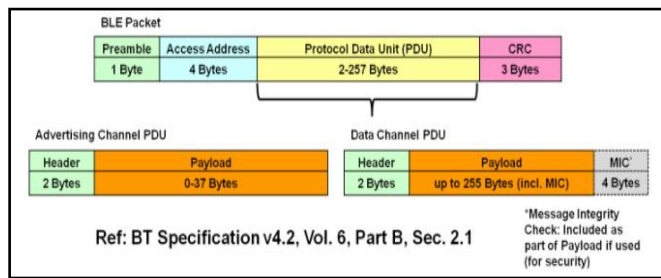 BLE Packet
Preamble Access Address Protocol Data Unit (PDU) CRC
1 Byte 4 Bytes 2-257 Bytes 3 Bytes
Advertising Channel PDU Data Channel PDU
Header Payload Header Payload MIC*
2 Bytes 0-37 Bytes 2 Bytes up to 255 Bytes (incl. MIC) 4 Bytes
*Message Integrity
Check: Included as
part of Payload if used
(for security)
Ref: BT Specification v4.2, Vol. 6, Part B, Sec. 2.1